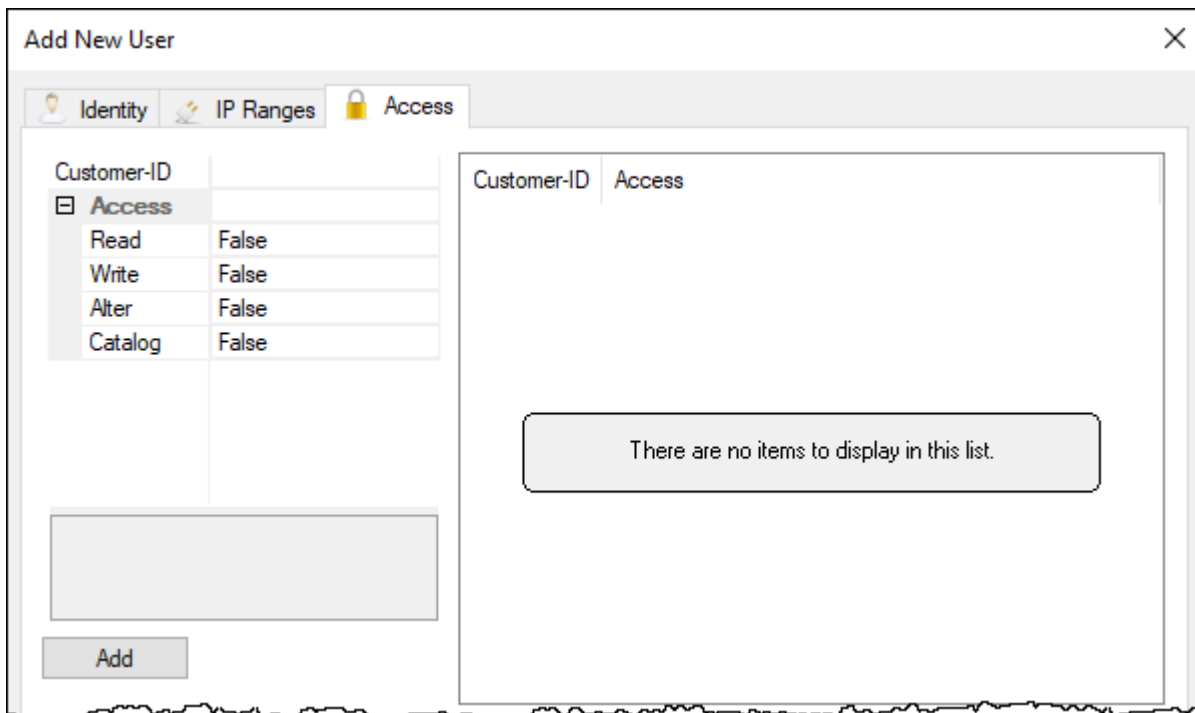 Add New User
Identity IP Ranges Access
Customer-ID
Access
Read False
Write False
Alter False
Catalog False
Add
Customer-ID Access
There are no items to display in this list.